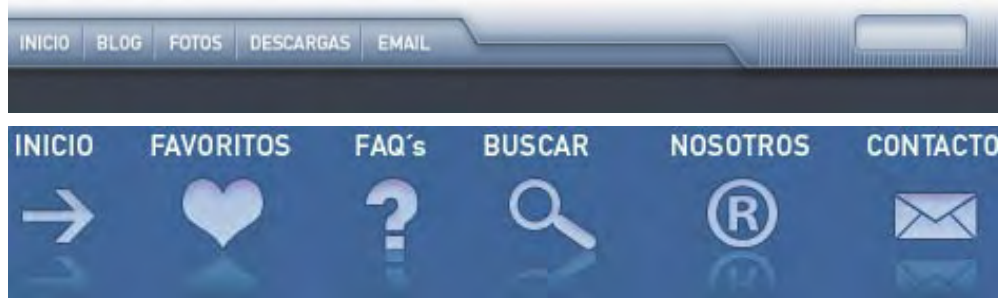 INICIO BLOG FOTOS DESCARGAS EMAIL
INICIO FAVORITOS FAQ´s BUSCAR NOSOTROS CONTACTO
®